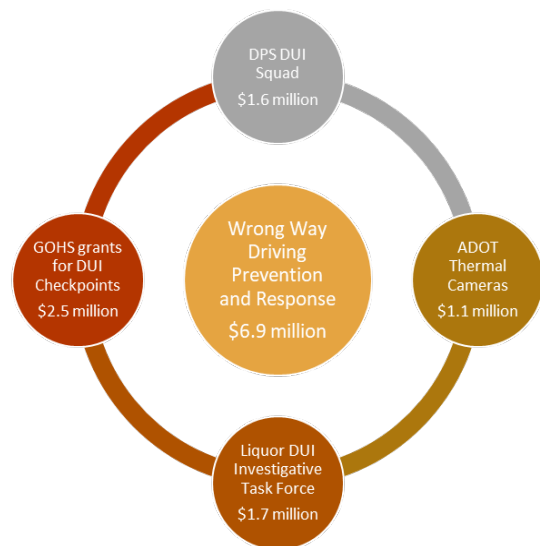 DPS DUI
Squad
$1.6 million
GOHS grants
for DUI
Checkpoints
$2.5 million
Wrong Way
Driving
Prevention
and Response
$6.9 million
ADOT
Thermal
Cameras
$1.1 million
Liquor DUI
Investigative
Task Force
$1.7 million